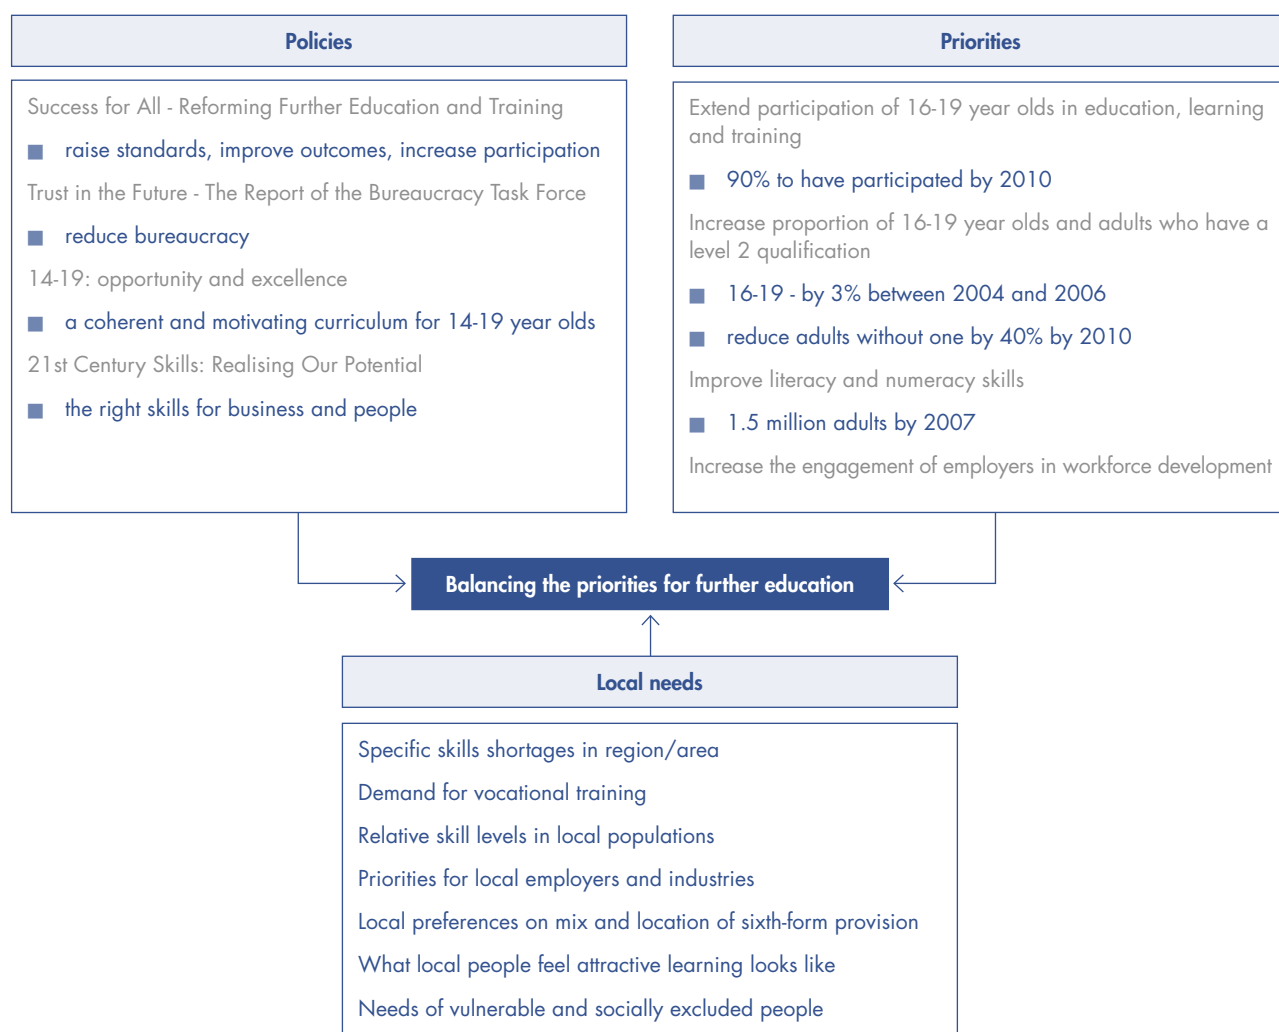 Policies
Success for All - Reforming Further Education and Training
■ raise standards, improve outcomes, increase participation
Trust in the Future - The Report of the Bureaucracy Task Force
■ reduce bureaucracy
14-19: opportunity and excellence
■ a coherent and motivating curriculum for 14-19 year olds
21st Century Skills: Realising Our Potential
■ the right skills for business and people
Priorities
Extend participation of 16-19 year olds in education, learning
and training
■ 90% to have participated by 2010
Increase proportion of 16-19 year olds and adults who have a
level 2 qualification
■ 16-19 - by 3% between 2004 and 2006
■ reduce adults without one by 40% by 2010
Improve literacy and numeracy skills
■ 1.5 million adults by 2007
Increase the engagement of employers in workforce development
Balancing the priorities for further education
Local needs
Specific skills shortages in region/area
Demand for vocational training
Relative skill levels in local populations
Priorities for local employers and industries
Local preferences on mix and location of sixth-form provision
What local people feel attractive learning looks like
Needs of vulnerable and socially excluded people